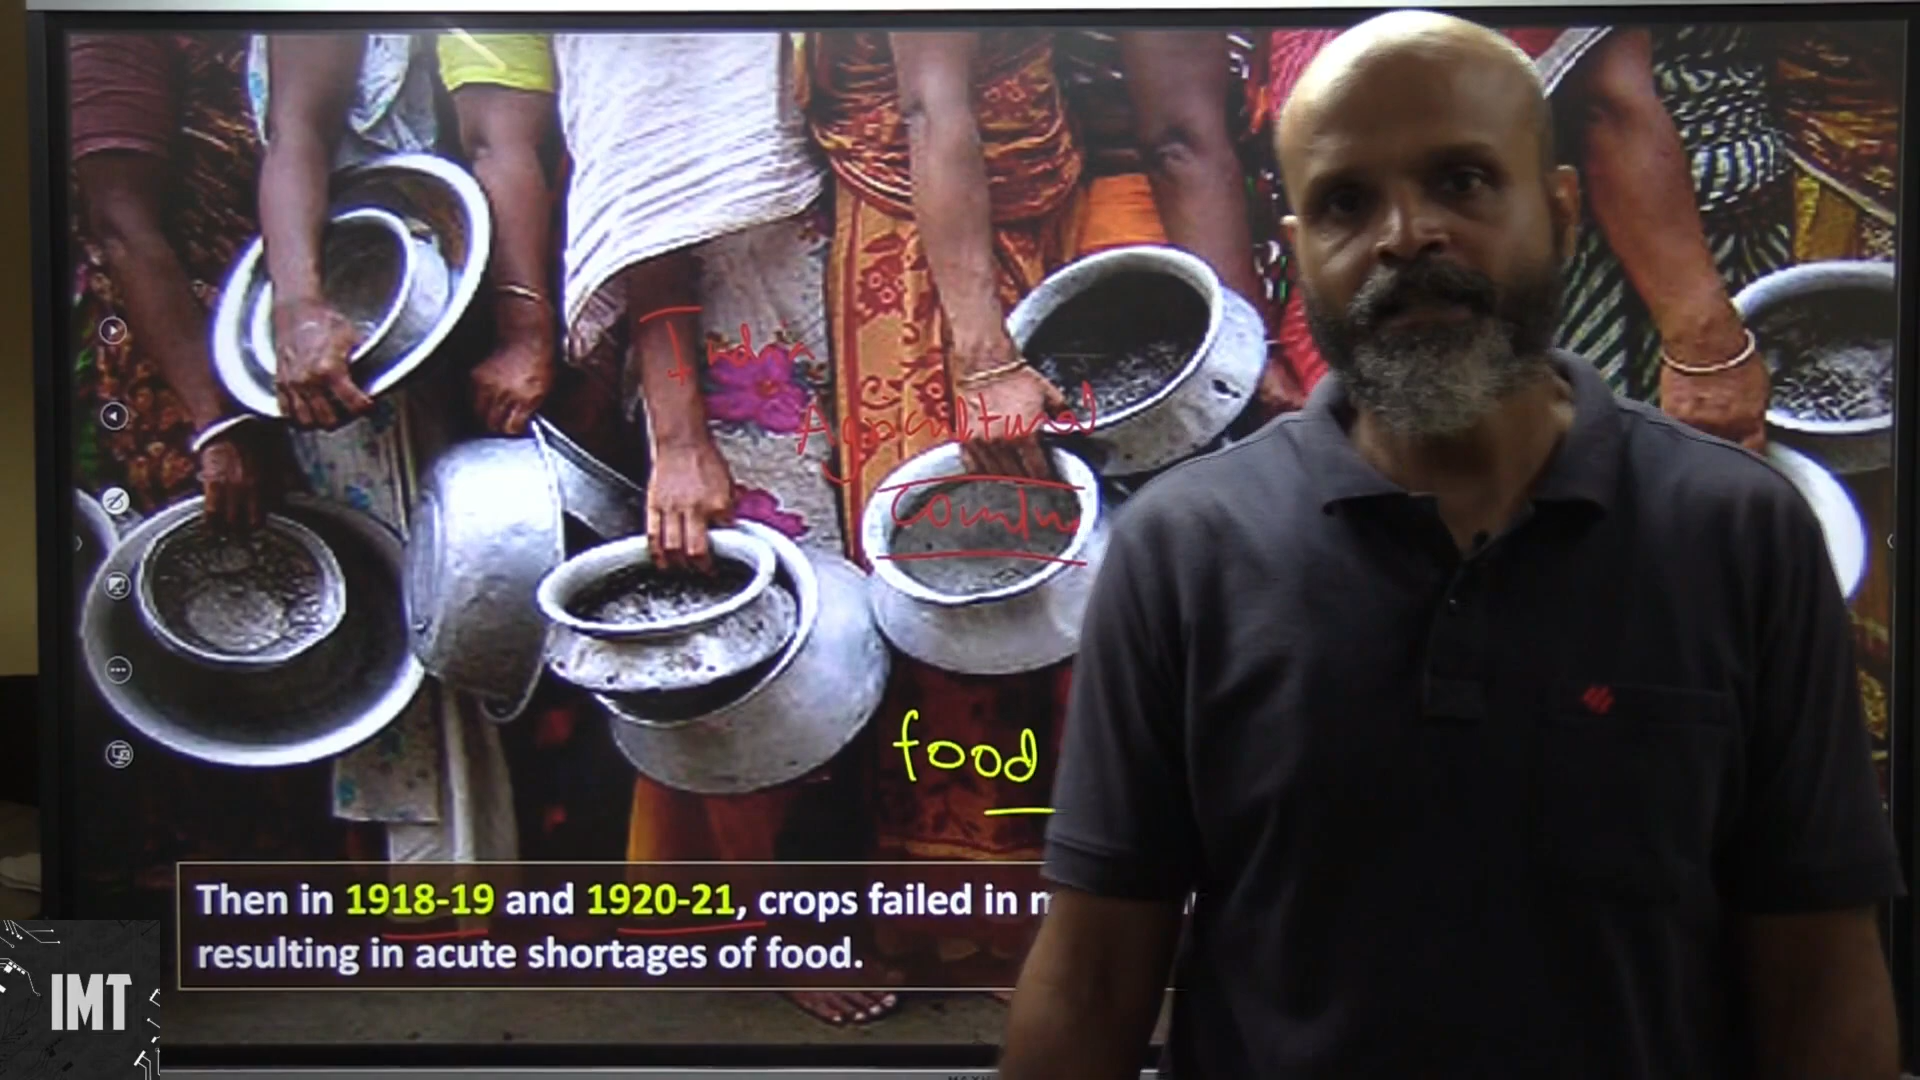 India
Agricultural
Count
food
Then in 1918-19 and 1920-21, crops failed in
resulting in acute shortages of food.
IMT